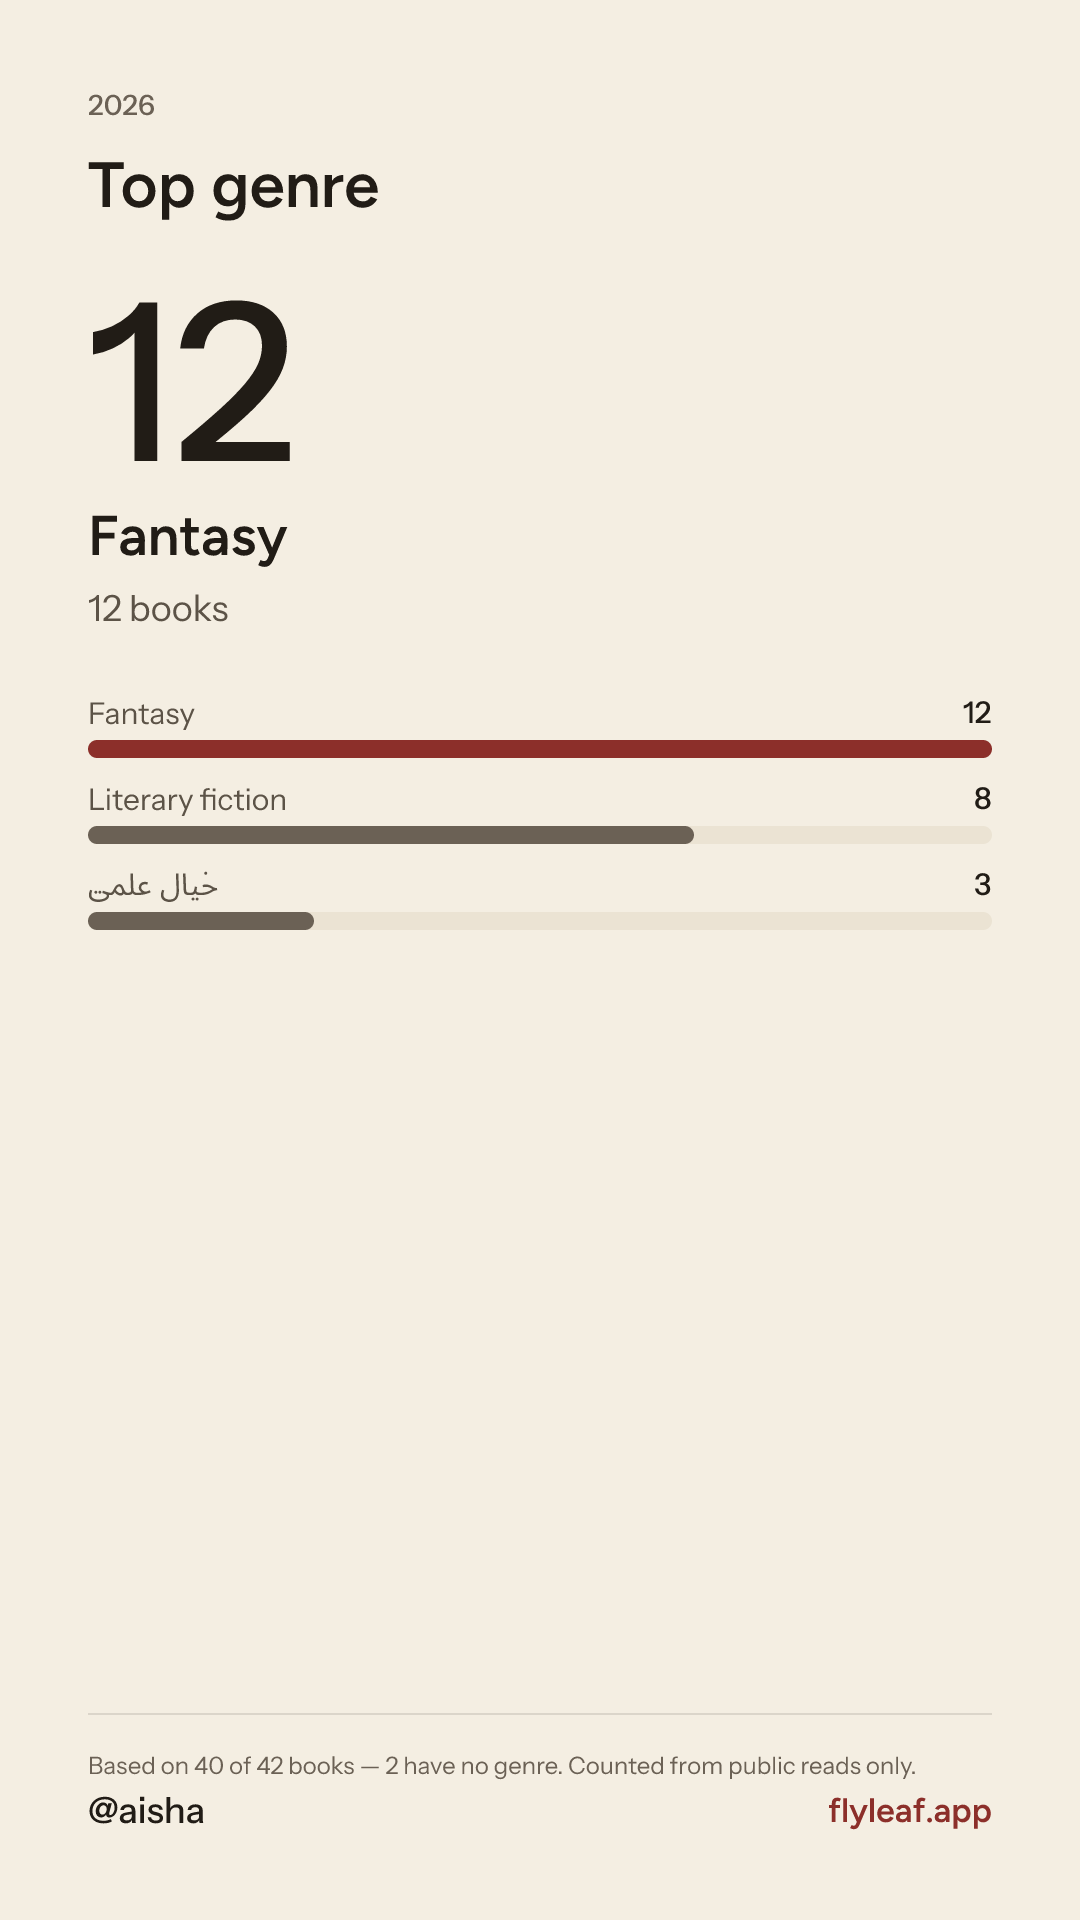 2026
Top genre
12
Fantasy
12 books
Fantasy 12
Literary fiction 8
خيال علمي 3
Based on 40 of 42 books — 2 have no genre. Counted from public reads only.
@aisha flyleaf.app